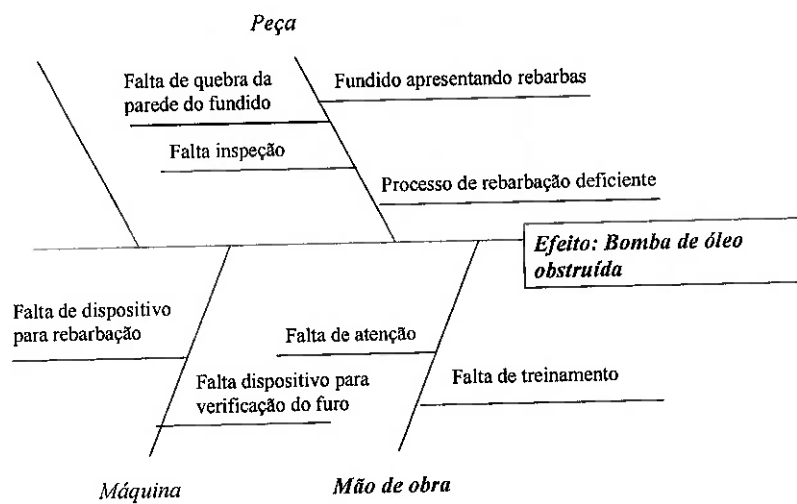 Peça
Falta de quebra da
parede do fundido
Fundido apresentando rebarbas
Falta inspeção
Processo de rebarbação deficiente
Efeito: Bomba de óleo
obstruída
Falta de dispositivo
para rebarbação
Falta de atenção
Falta dispositivo para
verificação do furo
Falta de treinamento
Máquina
Mão de obra